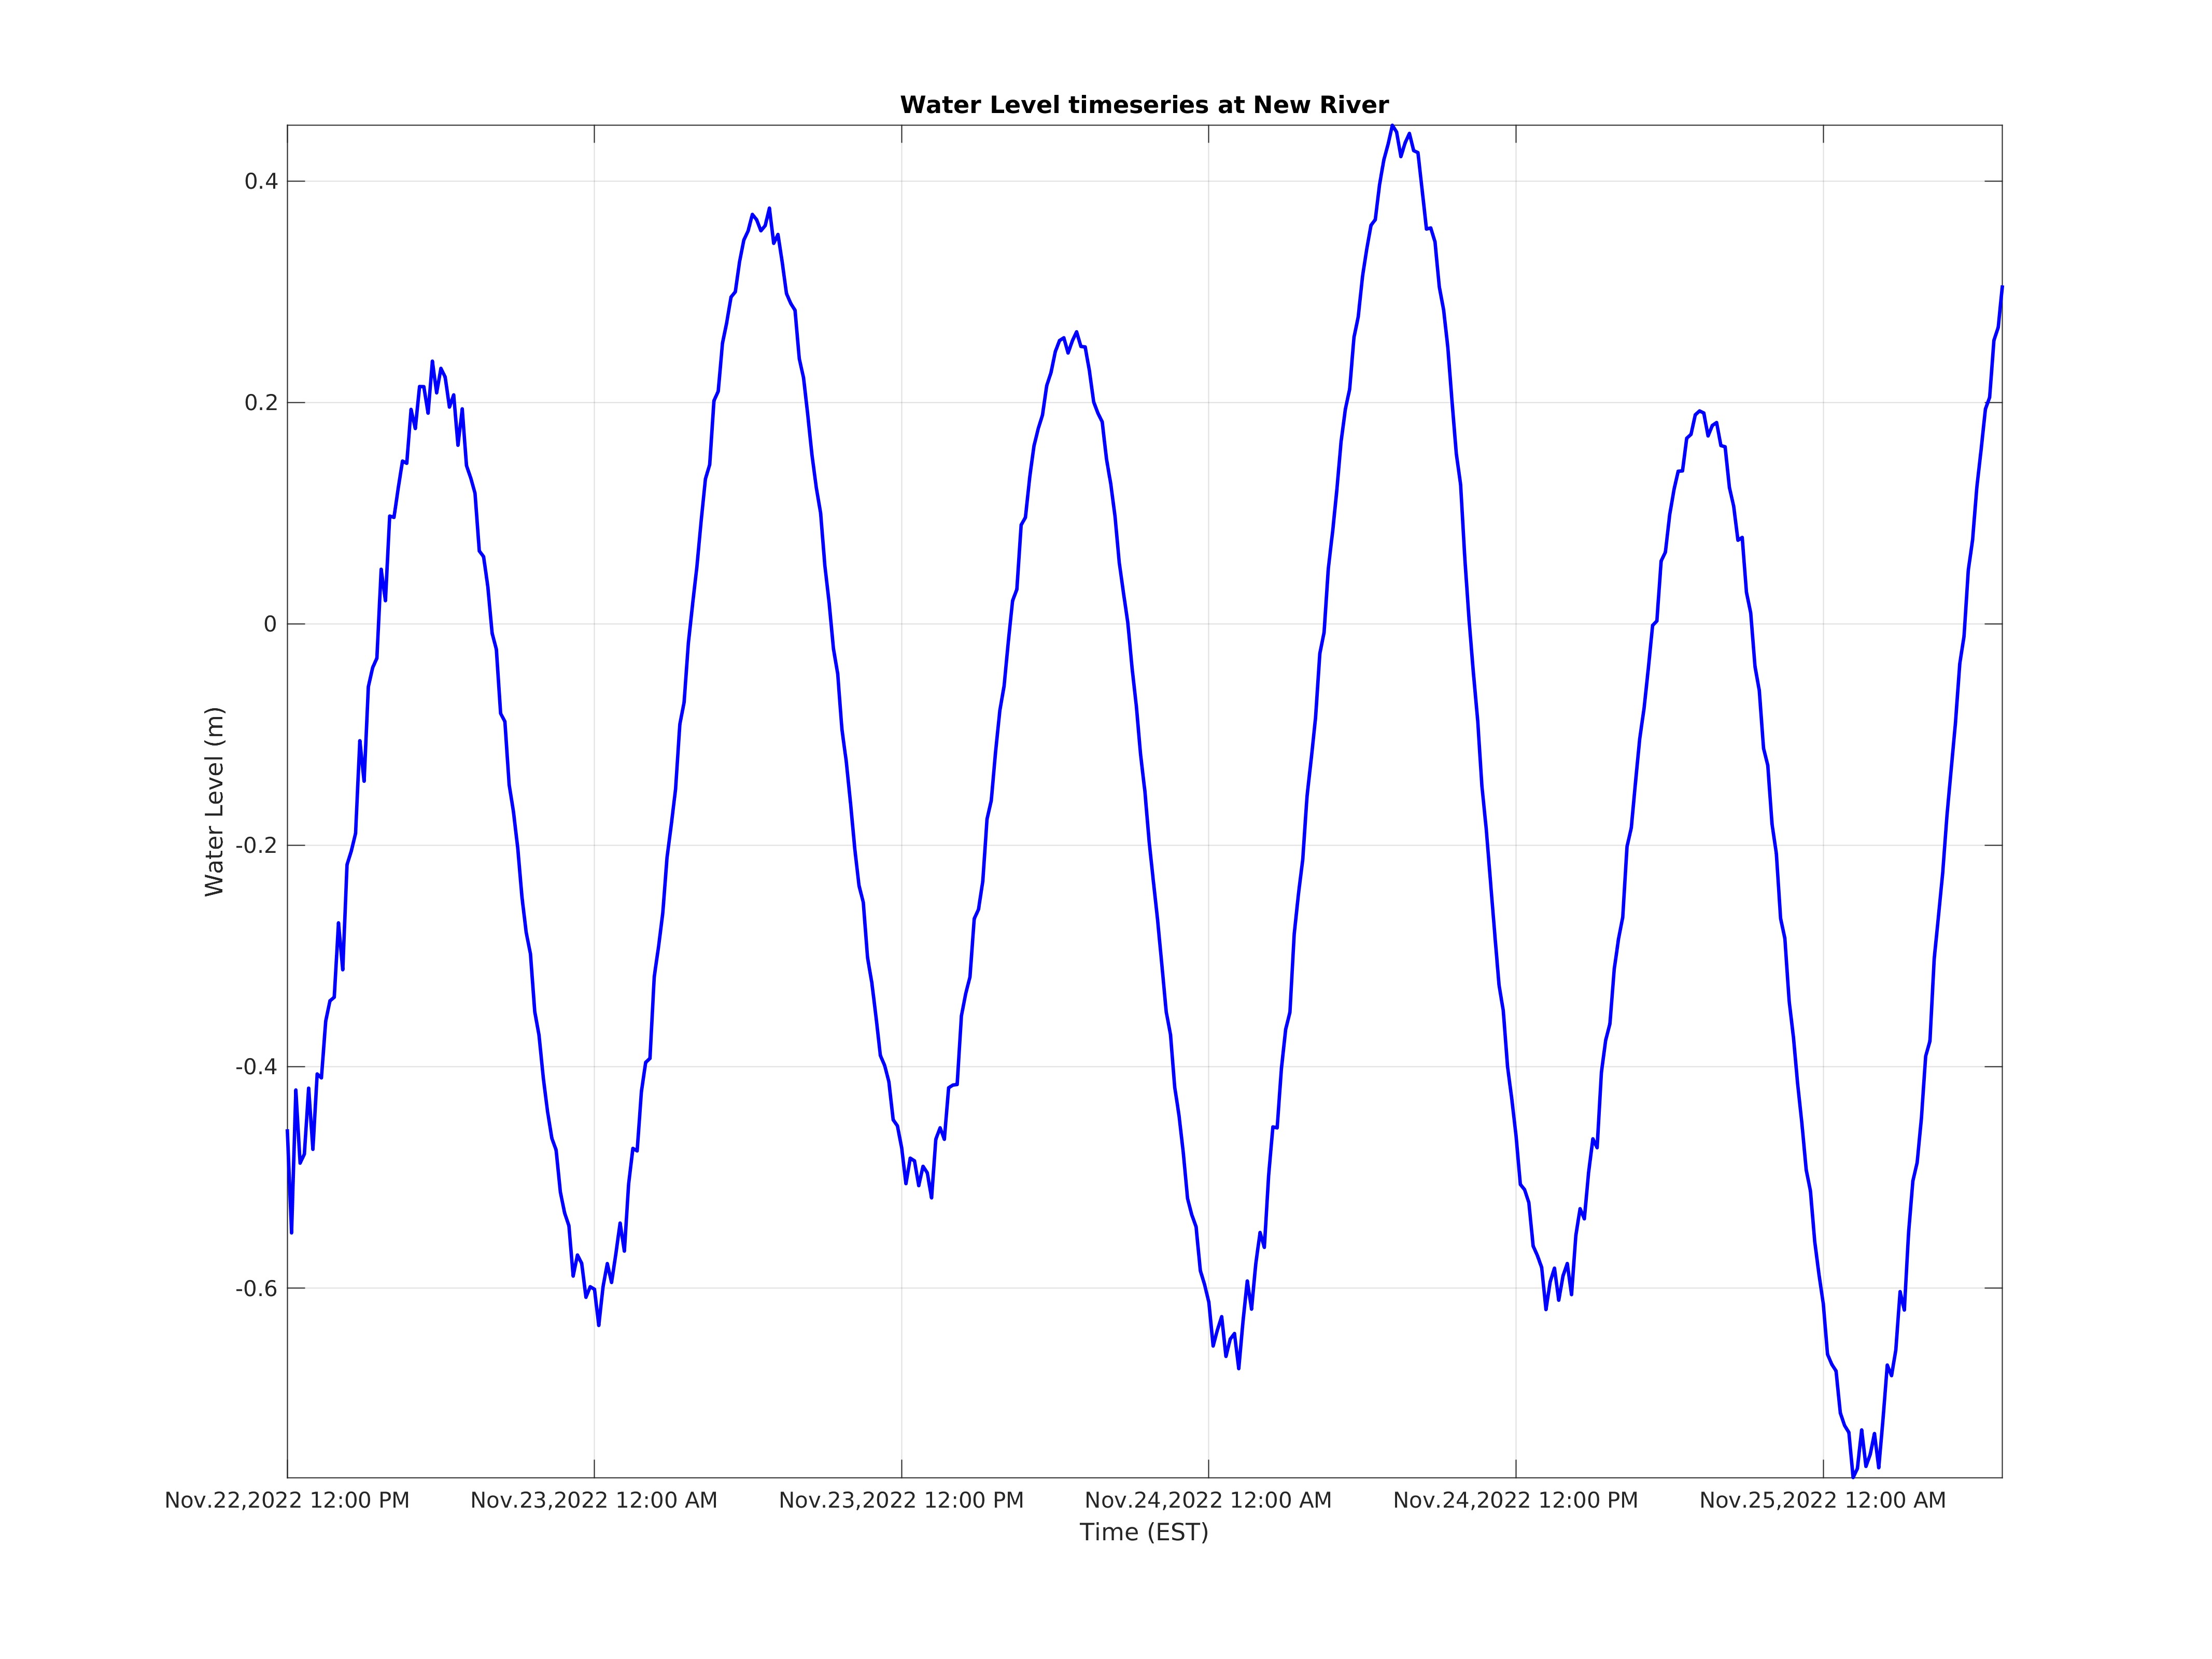 Water Level timeseries at New River
0.4
0.2
0
-0.2
-0.4
-0.6
Water Level (m)
Nov.22,2022 12:00 PM
Nov.23,2022 12:00 AM
Nov.23,2022 12:00 PM
Nov.24,2022 12:00 AM
Nov.24,2022 12:00 PM
Nov.25,2022 12:00 AM
Time (EST)